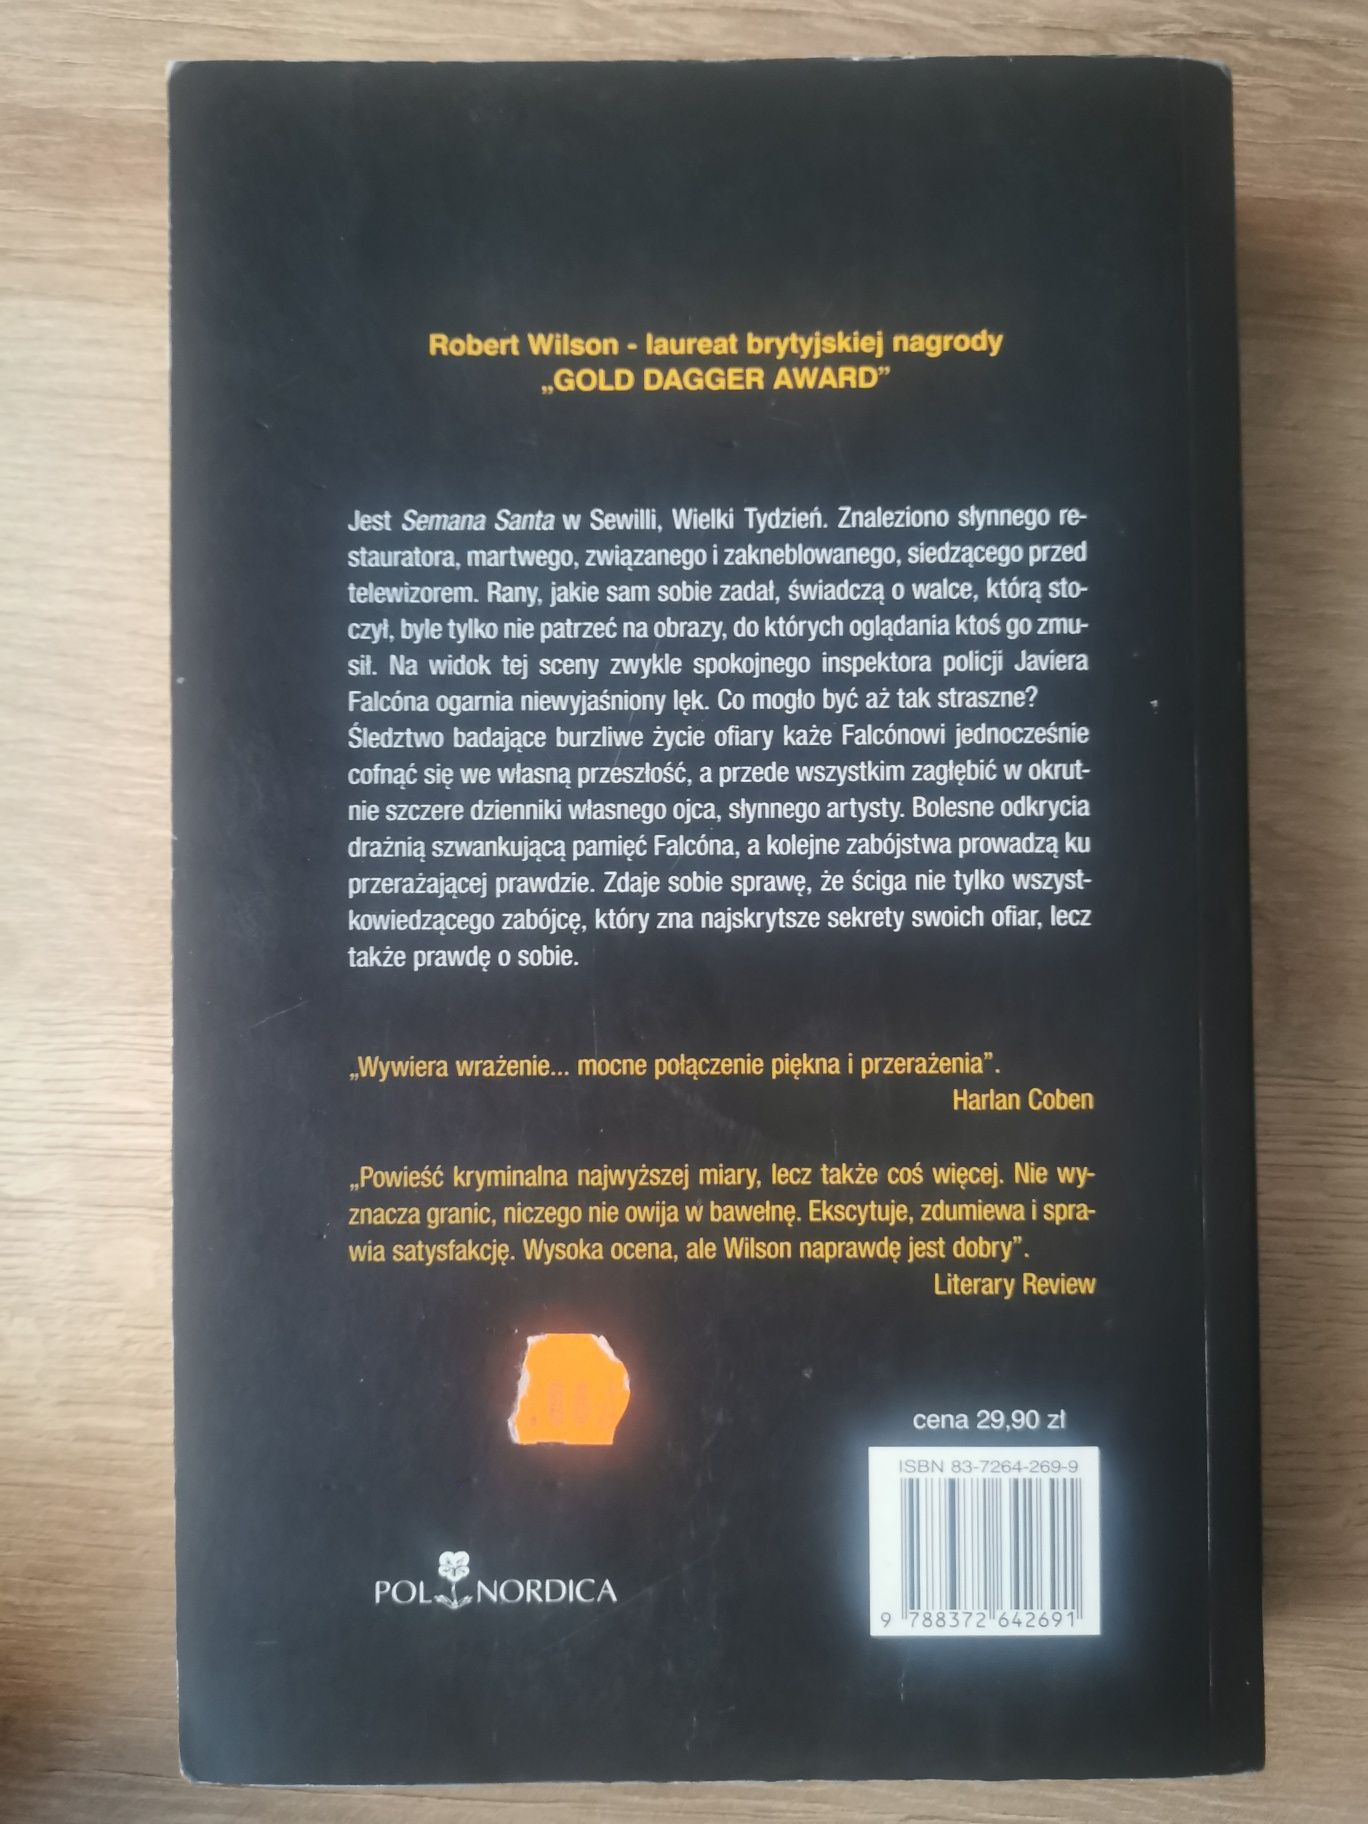 Robert Wilson - laureat brytyjskiej nagrody
„GOLD DAGGER AWARD”
Jest Semana Santa w Sewilli, Wielki Tydzień. Znaleziono słynnego re-
stauratora, martwego, związanego i zakneblowanego, siedzącego przed
telewizorem. Rany, jakie sam sobie zadał, świadczą o walce, którą sto-
czył, byle tylko nie patrzeć na obrazy, do których oglądania ktoś go zmu-
sił. Na widok tej sceny zwykle spokojnego inspektora policji Javiera
Falcóna ogarnia niewyjaśniony lęk. Co mogło być aż tak straszne?
Śledztwo badające burzliwe życie ofiary każe Falcónowi jednocześnie
cofnąć się we własną przeszłość, a przede wszystkim zagłębić w okrut-
nie szczere dzienniki własnego ojca, słynnego artysty. Bolesne odkrycia
drażnią szwankującą pamięć Falcóna, a kolejne zabójstwa prowadzą ku
przerażającej prawdzie. Zdaje sobie sprawę, że ściga nie tylko wszyst-
kowiedzącego zabójcę, który zna najskrytsze sekrety swoich ofiar, lecz
także prawdę o sobie.
„Wywiera wrażenie... mocne połączenie piękna i przerażenia”.
Harlan Coben
„Powieść kryminalna najwyższej miary, lecz także coś więcej. Nie wy-
znacza granic, niczego nie owija w bawełnę. Ekscytuje, zdumiewa i spra-
wia satysfakcję. Wysoka ocena, ale Wilson naprawdę jest dobry”.
Literary Review
cena 29,90 zł
ISBN 83-7264-269-9
9 788372 642691
POL NORDICA